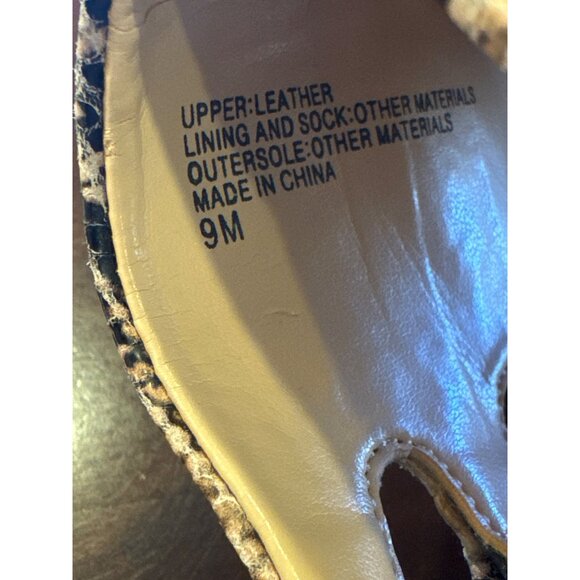 UPPER:LEATHER
LINING AND SOCK:OTHER MATERIALS
OUTERSOLE:OTHER MATERIALS
MADE IN CHINA
9M